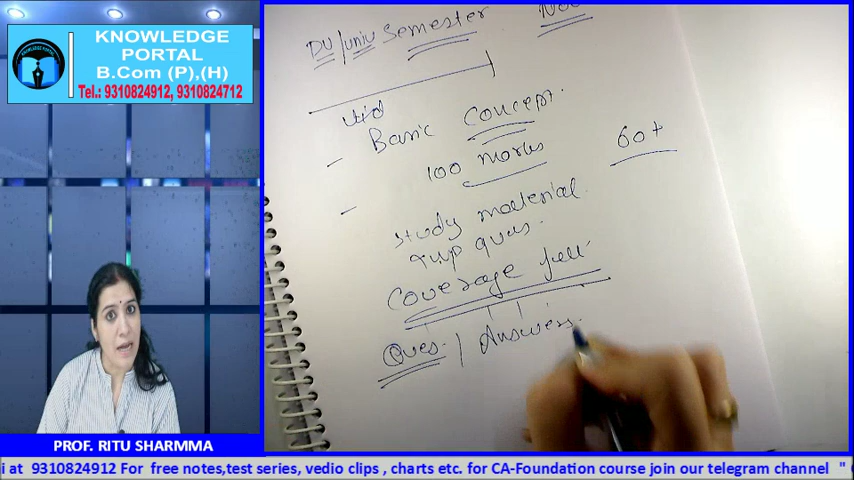 KNOWLEDGE PORTAL
KNOWLEDGE
PORTAL
B.Com (P),(H)
Tel.: 9310824912, 9310824712
DU/univ Semester
Basic Concept.
100 marks
60+
study material
imp ques.
Coverage full
Ques. / Answers.
PROF. RITU SHARMMA
i at 9310824912 For free notes,test series, vedio clips , charts etc. for CA-Foundation course join our telegram channel "